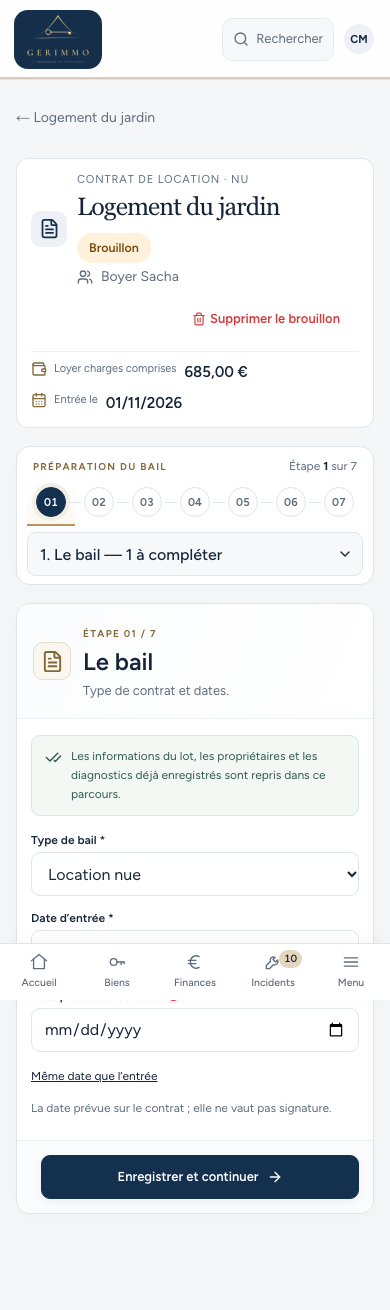 GERIMMO
Rechercher
CM
← Logement du jardin
CONTRAT DE LOCATION · NU
Logement du jardin
Brouillon
Boyer Sacha
Supprimer le brouillon
Loyer charges comprises 685,00 €
Entrée le 01/11/2026
PRÉPARATION DU BAIL
Étape 1 sur 7
01 02 03 04 05 06 07
1. Le bail — 1 à compléter
ÉTAPE 01 / 7
Le bail
Type de contrat et dates.
Les informations du lot, les propriétaires et les
diagnostics déjà enregistrés sont repris dans ce
parcours.
Type de bail *
Location nue
Date d’entrée *
Accueil
Biens
Finances
10
Incidents
Menu
mm/dd/yyyy
Même date que l’entrée
La date prévue sur le contrat ; elle ne vaut pas signature.
Enregistrer et continuer →